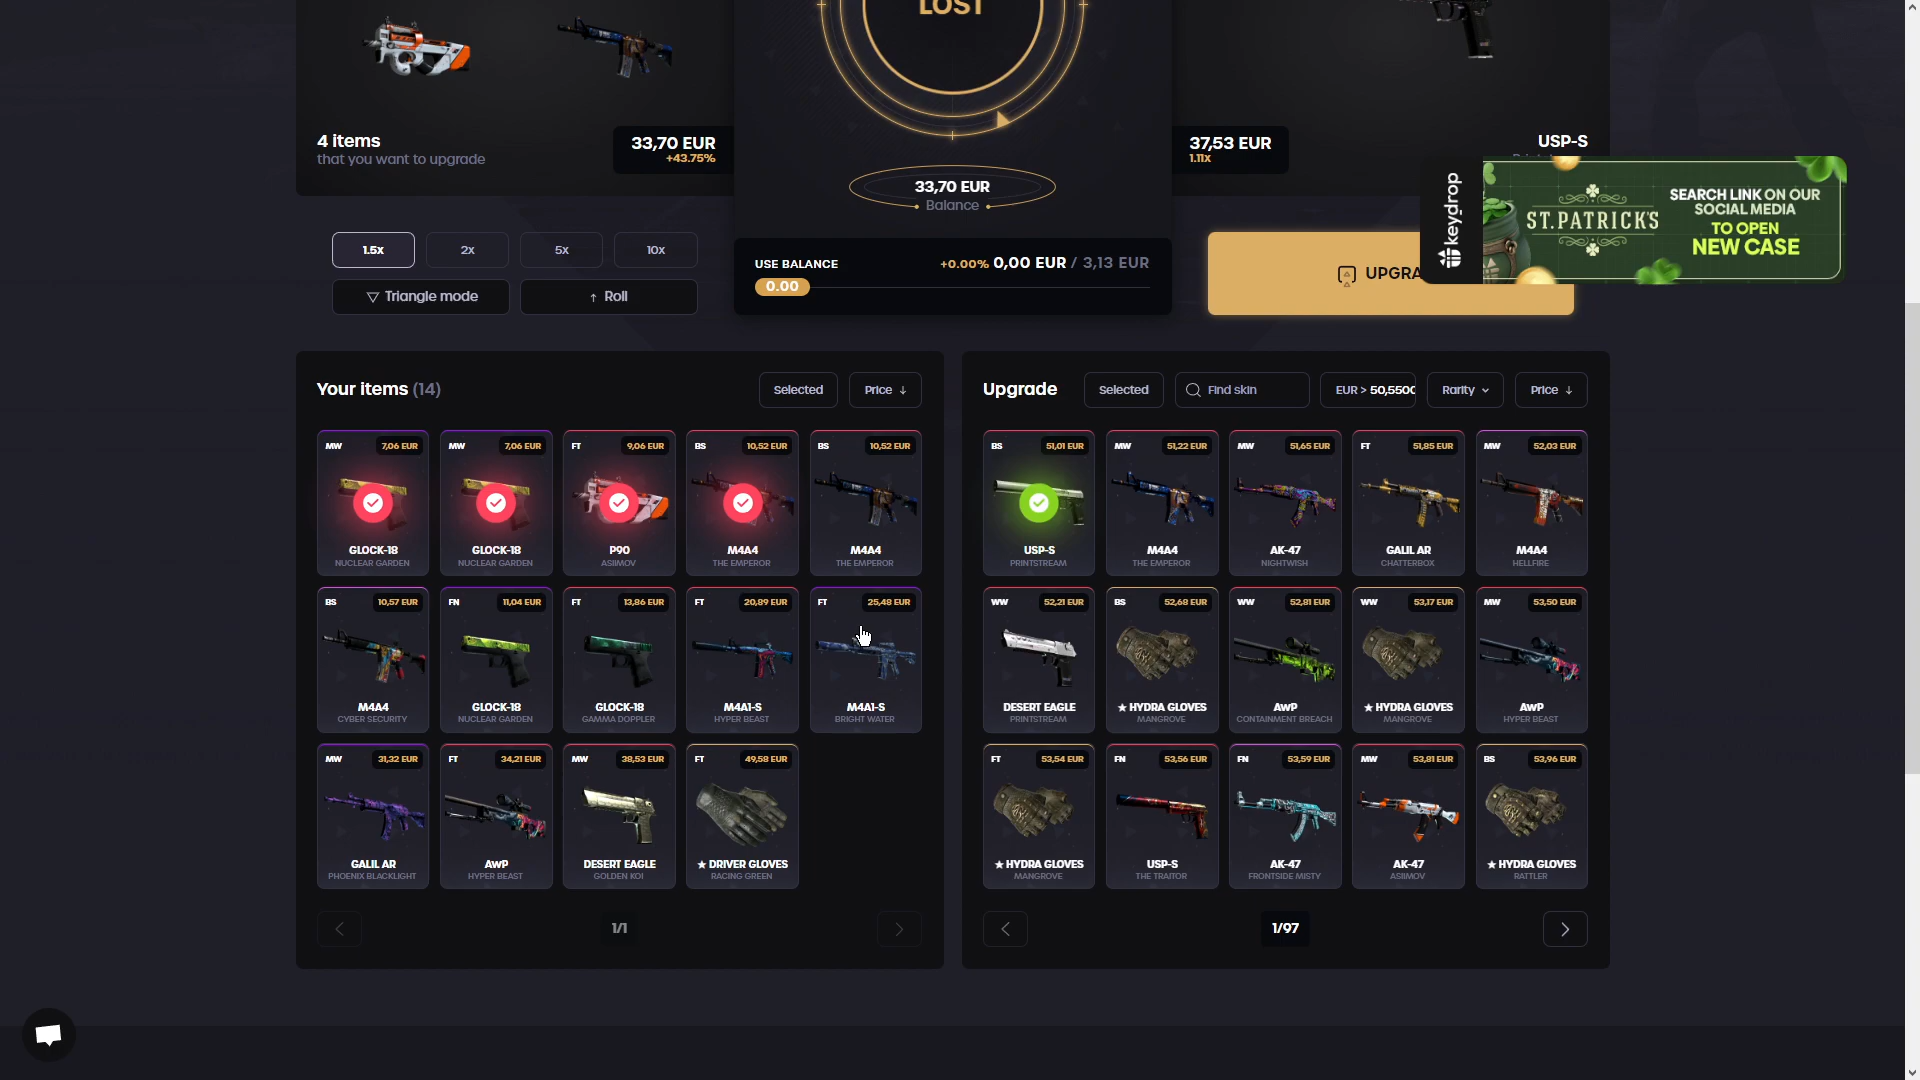 LOST
4 items
that you want to upgrade
33,70 EUR
+43.75%
37,53 EUR
1.11x
USP-S
33,70 EUR
Balance
keydrop
ST. PATRICK'S
SEARCH LINK ON OUR
SOCIAL MEDIA
TO OPEN
NEW CASE
1.5x
2x
5x
10x
Triangle mode
Roll
USE BALANCE
+0.00% 0,00 EUR / 3,13 EUR
0.00
UPGRA
Your items (14)
Selected
Price
MW 7,06 EUR
GLOCK-18
NUCLEAR GARDEN
MW 7,06 EUR
GLOCK-18
NUCLEAR GARDEN
FT 9,06 EUR
P90
ASIIMOV
BS 10,52 EUR
M4A4
THE EMPEROR
BS 10,52 EUR
M4A4
THE EMPEROR
BS 10,57 EUR
M4A4
CYBER SECURITY
FN 11,04 EUR
GLOCK-18
NUCLEAR GARDEN
FT 13,86 EUR
GLOCK-18
GAMMA DOPPLER
FT 20,89 EUR
M4A1-S
HYPER BEAST
FT 25,48 EUR
M4A1-S
BRIGHT WATER
MW 31,32 EUR
GALIL AR
PHOENIX BLACKLIGHT
FT 34,21 EUR
AWP
HYPER BEAST
MW 38,53 EUR
DESERT EAGLE
GOLDEN KOI
FT 49,58 EUR
★ DRIVER GLOVES
RACING GREEN
1/1
Upgrade
Selected
Find skin
EUR > 50,5500
Rarity
Price
BS 51,01 EUR
USP-S
PRINTSTREAM
MW 51,22 EUR
M4A4
THE EMPEROR
MW 51,65 EUR
AK-47
NIGHTWISH
FT 51,85 EUR
GALIL AR
CHATTERBOX
MW 52,03 EUR
M4A4
HELLFIRE
WW 52,21 EUR
DESERT EAGLE
PRINTSTREAM
BS 52,68 EUR
★ HYDRA GLOVES
MANGROVE
WW 52,81 EUR
AWP
CONTAINMENT BREACH
WW 53,17 EUR
★ HYDRA GLOVES
MANGROVE
MW 53,50 EUR
AWP
HYPER BEAST
FT 53,54 EUR
★ HYDRA GLOVES
MANGROVE
FN 53,56 EUR
USP-S
THE TRAITOR
FN 53,59 EUR
AK-47
FRONTSIDE MISTY
MW 53,81 EUR
AK-47
ASIIMOV
BS 53,96 EUR
★ HYDRA GLOVES
RATTLER
1/97